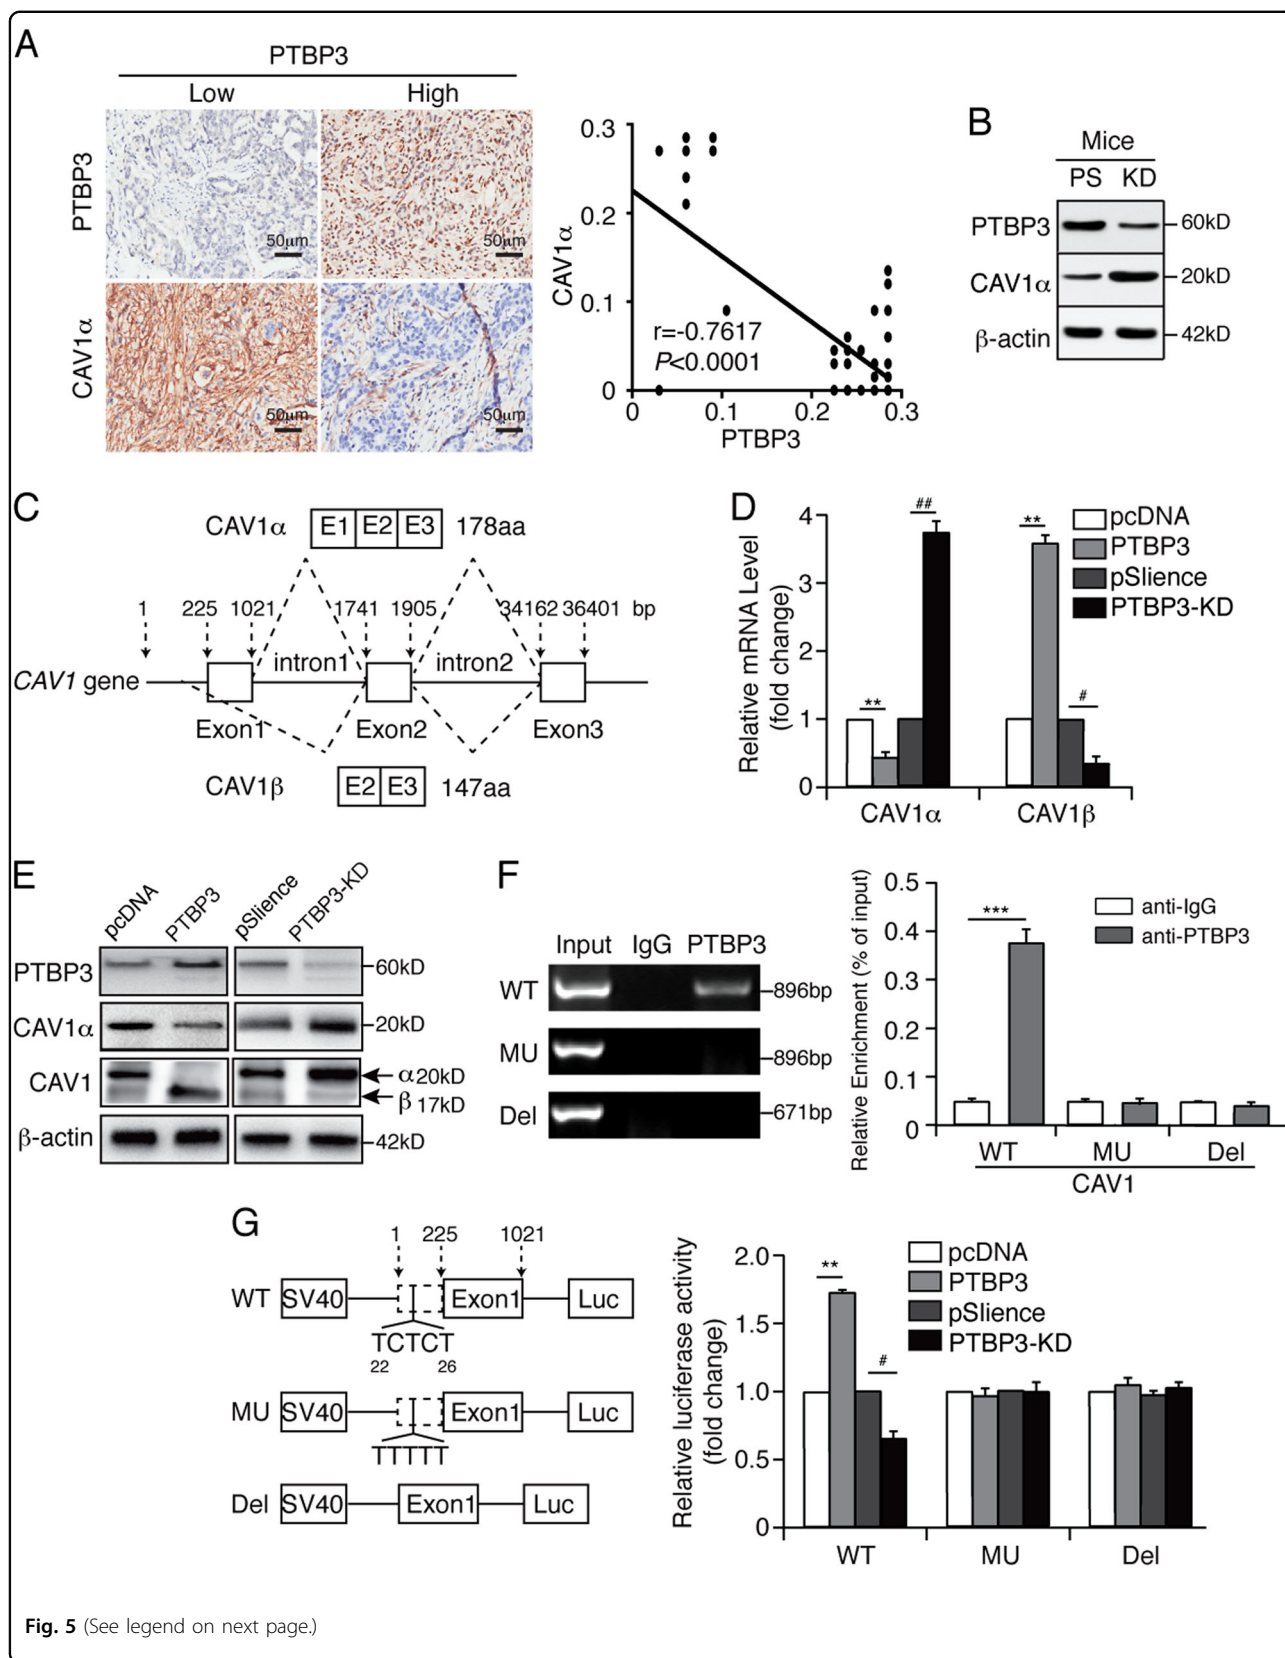 A
PTBP3
Low High
PTBP3
50µm 50µm
CAV1α
50µm 50µm
0.3
0.2
0.1
0
CAV1α
r=-0.7617
P<0.0001
0 0.1 0.2 0.3
PTBP3
B
Mice
PS KD
PTBP3 60kD
CAV1α 20kD
β-actin 42kD
C
CAV1α E1 E2 E3 178aa
1 225 1021 1741 1905 34162 36401 bp
CAV1 gene intron1 intron2
Exon1 Exon2 Exon3
CAV1β E2 E3 147aa
D
Relative mRNA Level
(fold change)
4
3
2
1
0
** ## ** #
pcDNA
PTBP3
pSlience
PTBP3-KD
CAV1α CAV1β
E
pcDNA PTBP3 pSlience PTBP3-KD
PTBP3 60kD
CAV1α 20kD
CAV1 α 20kD
β 17kD
β-actin 42kD
F
Input IgG PTBP3
WT 896bp
MU 896bp
Del 671bp
Relative Enrichment (% of input)
0.5
0.4
0.3
0.2
0.1
0
***
anti-IgG
anti-PTBP3
WT MU Del
CAV1
G
1 225 1021
WT SV40 Exon1 Luc
TCTCT
22 26
MU SV40 Exon1 Luc
TTTTT
Del SV40 Exon1 Luc
Relative luciferase activity
(fold change)
2.0
1.5
1.0
0.5
0
** #
pcDNA
PTBP3
pSlience
PTBP3-KD
WT MU Del
Fig. 5 (See legend on next page.)